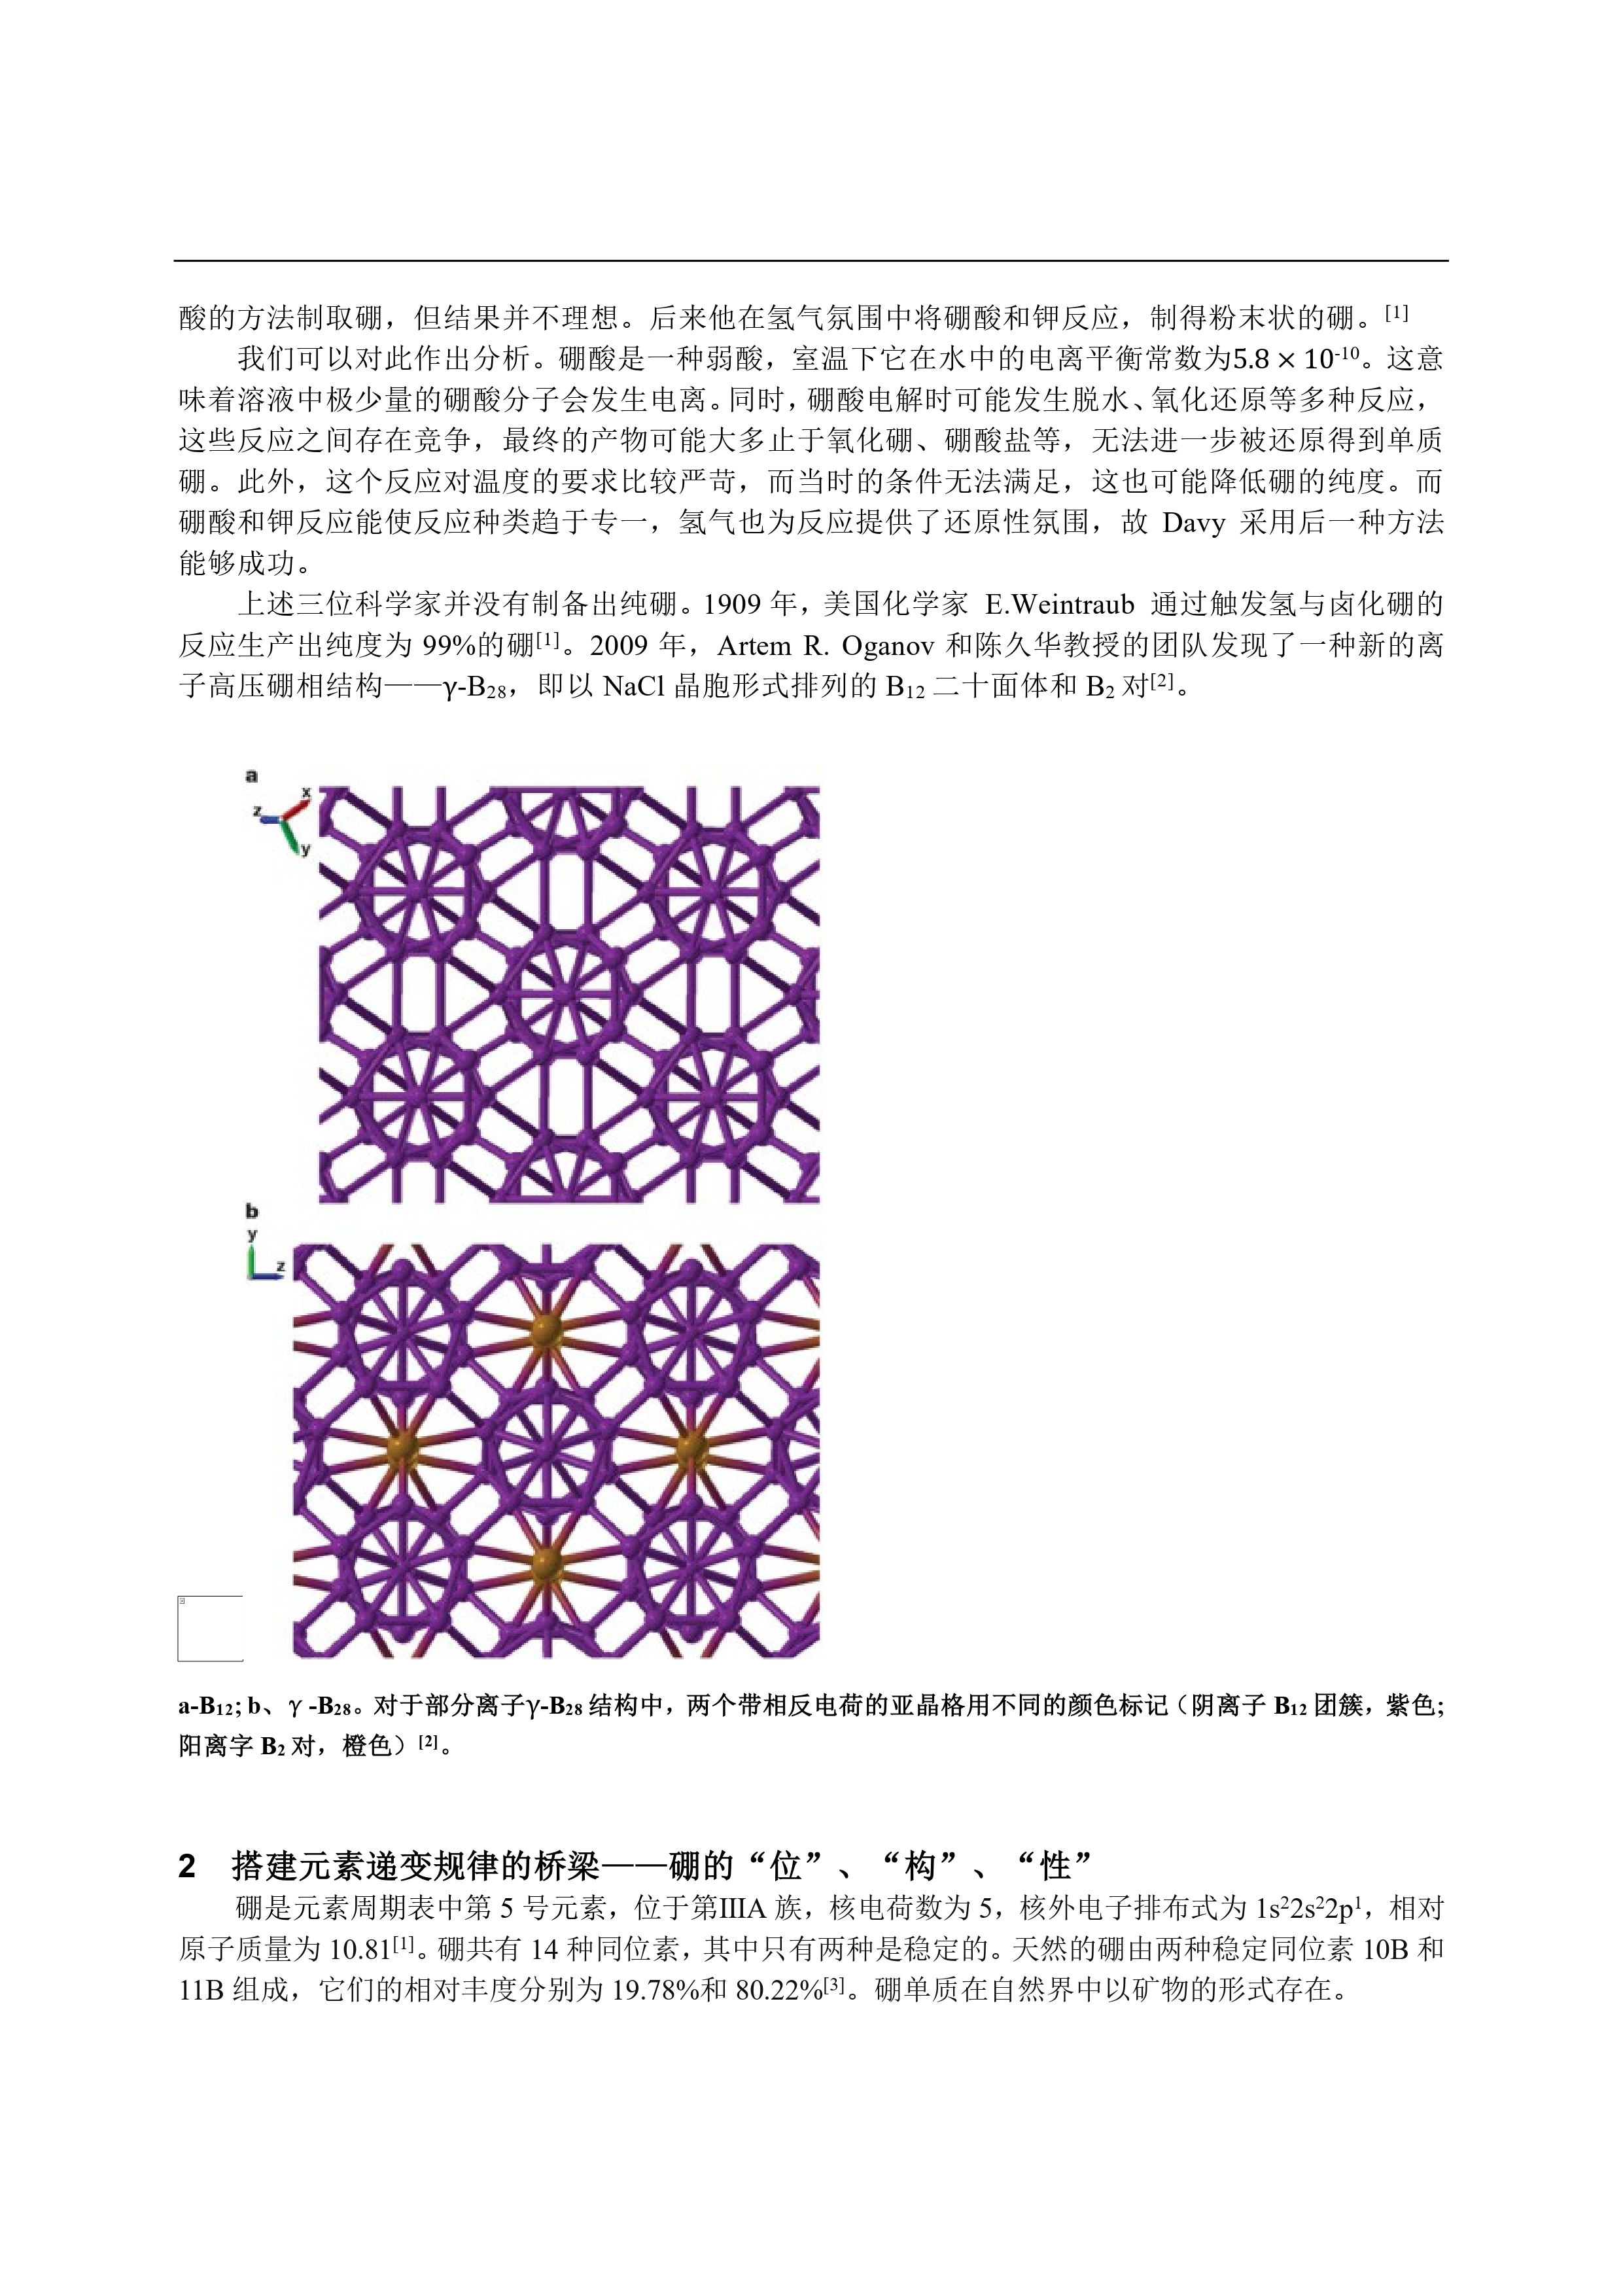 酸的方法制取硼，但结果并不理想。后来他在氢气氛围中将硼酸和钾反应，制得粉末状的硼。[1]
我们可以对此作出分析。硼酸是一种弱酸，室温下它在水中的电离平衡常数为5.8 × 10⁻¹⁰。这意
味着溶液中极少量的硼酸分子会发生电离。同时，硼酸电解时可能发生脱水、氧化还原等多种反应，
这些反应之间存在竞争，最终的产物可能大多止于氧化硼、硼酸盐等，无法进一步被还原得到单质
硼。此外，这个反应对温度的要求比较严苛，而当时的条件无法满足，这也可能降低硼的纯度。而
硼酸和钾反应能使反应种类趋于专一，氢气也为反应提供了还原性氛围，故 Davy 采用后一种方法
能够成功。
上述三位科学家并没有制备出纯硼。1909 年，美国化学家 E.Weintraub 通过触发氢与卤化硼的
反应生产出纯度为 99%的硼[1]。2009 年，Artem R. Oganov 和陈久华教授的团队发现了一种新的离
子高压硼相结构——γ-B₂₈，即以 NaCl 晶胞形式排列的 B₁₂ 二十面体和 B₂ 对[2]。
a
x
z
y
b
y
z
a-B₁₂; b、γ -B₂₈。对于部分离子γ-B₂₈ 结构中，两个带相反电荷的亚晶格用不同的颜色标记（阴离子 B₁₂ 团簇，紫色;
阳离字 B₂ 对，橙色）[2]。
2 搭建元素递变规律的桥梁——硼的“位”、“构”、“性”
硼是元素周期表中第 5 号元素，位于第ⅢA 族，核电荷数为 5，核外电子排布式为 1s²2s²2p¹，相对
原子质量为 10.81[1]。硼共有 14 种同位素，其中只有两种是稳定的。天然的硼由两种稳定同位素 10B 和
11B 组成，它们的相对丰度分别为 19.78%和 80.22%[3]。硼单质在自然界中以矿物的形式存在。